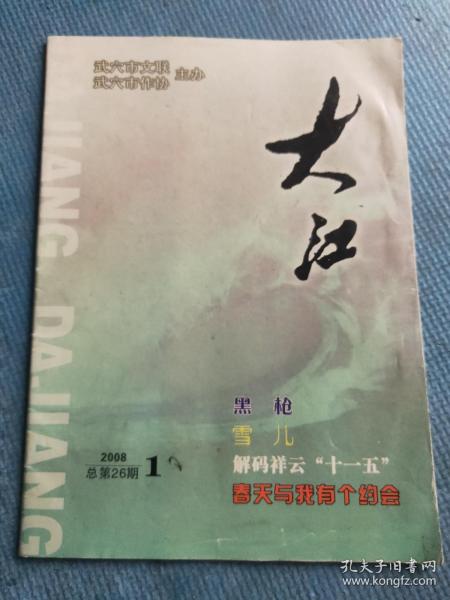 武穴市文联
武穴市作协
主办
大江
JIANG DA-JIANG
黑枪
雪儿
解码祥云“十一五”
春天与我有个约会
2008
总第26期
1
孔夫子旧书网
www.kongfz.com